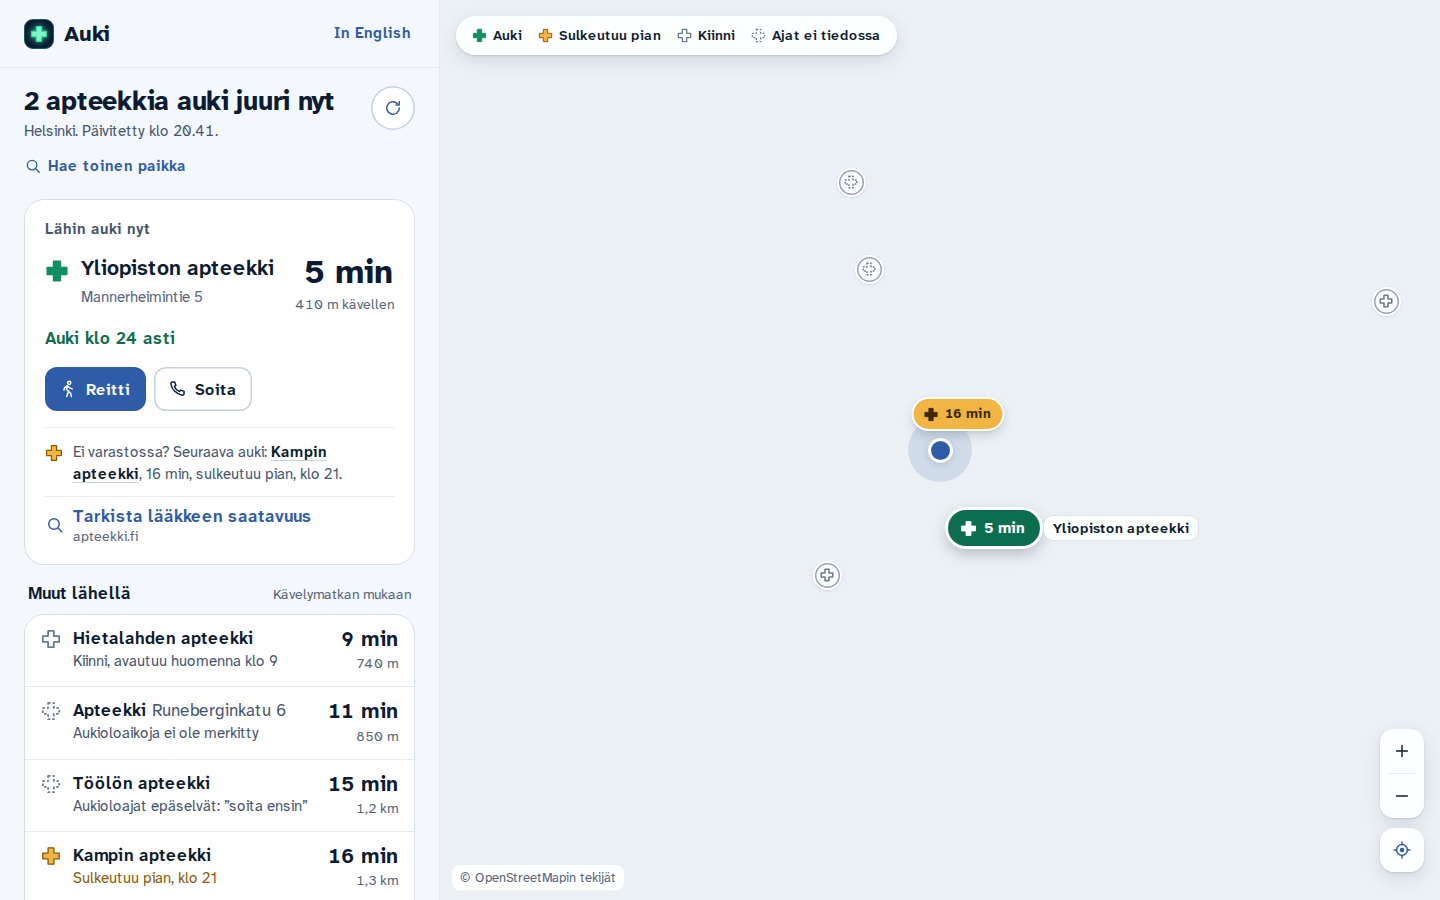 Auki
In English
2 apteekkia auki juuri nyt
Helsinki. Päivitetty klo 20.41.
Hae toinen paikka
Lähin auki nyt
Yliopiston apteekki
5 min
Mannerheimintie 5
410 m kävellen
Auki klo 24 asti
Reitti
Soita
Ei varastossa? Seuraava auki: Kampin
apteekki, 16 min, sulkeutuu pian, klo 21.
Tarkista lääkkeen saatavuus
apteekki.fi
Muut lähellä
Kävelymatkan mukaan
Hietalahden apteekki
9 min
Kiinni, avautuu huomenna klo 9
740 m
Apteekki Runeberginkatu 6
11 min
Aukioloaikoja ei ole merkitty
850 m
Töölön apteekki
15 min
Aukioloajat epäselvät: ”soita ensin”
1,2 km
Kampin apteekki
16 min
Sulkeutuu pian, klo 21
1,3 km
Auki
Sulkeutuu pian
Kiinni
Ajat ei tiedossa
16 min
5 min
Yliopiston apteekki
+
−
© OpenStreetMapin tekijät